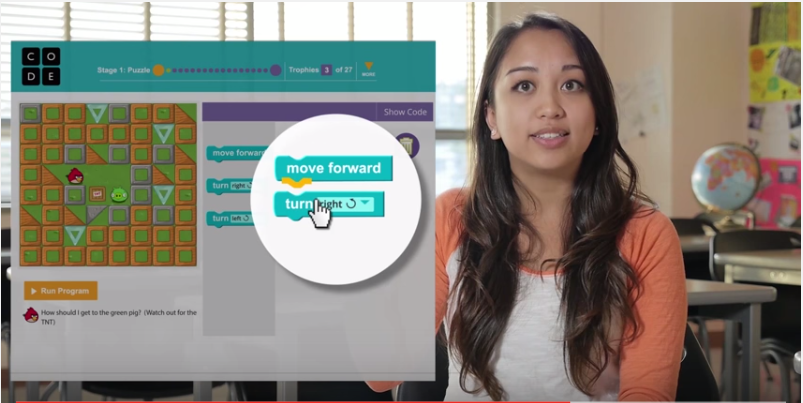 C O
D E
Stage 1: Puzzle
Trophies 3 of 27
MORE
Show Code
move forward
turn right
turn left
move forward
turn right
Run Program
How should I get to the green pig? (Watch out for the
TNT)